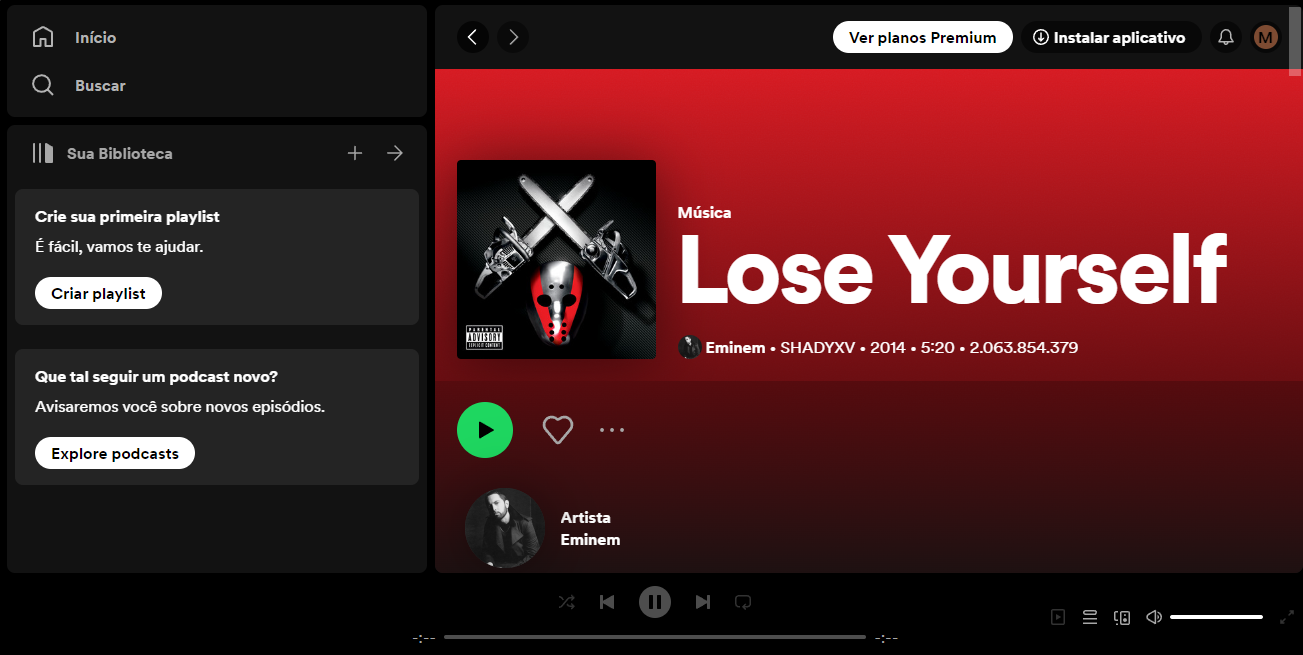 Início
Buscar
Sua Biblioteca
Crie sua primeira playlist
É fácil, vamos te ajudar.
Criar playlist
Que tal seguir um podcast novo?
Avisaremos você sobre novos episódios.
Explore podcasts
Ver planos Premium
Instalar aplicativo
M
Música
Lose Yourself
PARENTAL
ADVISORY
EXPLICIT CONTENT
Eminem • SHADYXV • 2014 • 5:20 • 2.063.854.379
Artista
Eminem
-:-- -:--